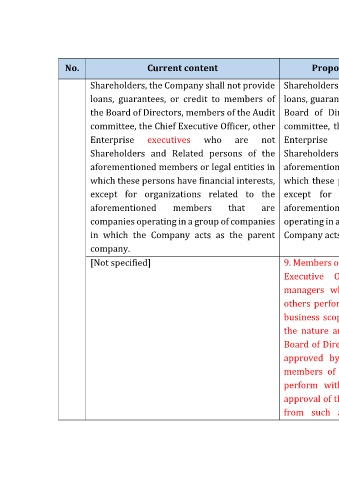 No. Current content Propo
Shareholders, the Company shall not provide
loans, guarantees, or credit to members of
the Board of Directors, members of the Audit
committee, the Chief Executive Officer, other
Enterprise executives who are not
Shareholders and Related persons of the
aforementioned members or legal entities in
which these persons have financial interests,
except for organizations related to the
aforementioned members that are
companies operating in a group of companies
in which the Company acts as the parent
company.
Shareholders,
loans, guaran
Board of Di
committee, th
Enterprise
Shareholders
aforemention
which these p
except for
aforemention
operating in a
Company acts
[Not specified]
9. Members o
Executive O
managers wh
others perfor
business scop
the nature an
Board of Dire
approved by
members of
perform with
approval of th
from such a